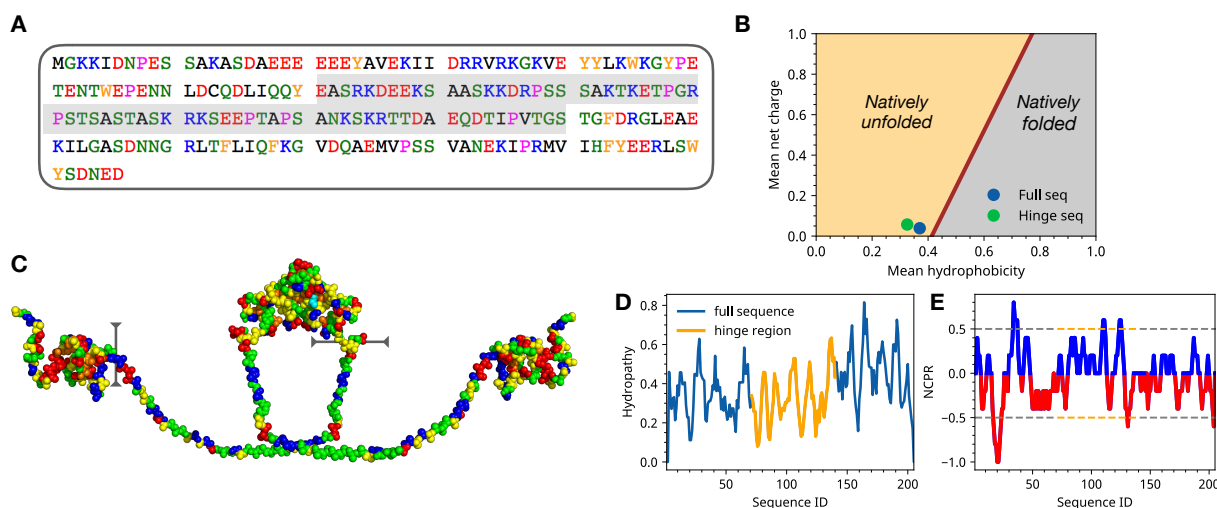 A
MGKKIDNPES SAKASDAEEE EEEYAVEKII DRRVRKGKVE YYLKWKGYPE
TENTWEPENN LDCQDLIQQY EASRKDEEKS AASKKDRPSS SAKTKETPGR
PSTSASTASK RKSEEPTAPS ANKSKRTTDA EQDTIPVTGS TGFDRGLEAE
KILGASDNNG RLTFLIQFKG VDQAEMVPSS VANEKIPRMV IHFYEERLSW
YSDNED
B
Mean net charge
1.0
0.8
0.6
0.4
0.2
0.0
Natively
unfolded
Natively
folded
Full seq
Hinge seq
0.0 0.2 0.4 0.6 0.8 1.0
Mean hydrophobicity
C
D
Hydropathy
0.8
0.6
0.4
0.2
0.0
full sequence
hinge region
50 100 150 200
Sequence ID
E
NCPR
0.5
0.0
−0.5
−1.0
50 100 150 200
Sequence ID